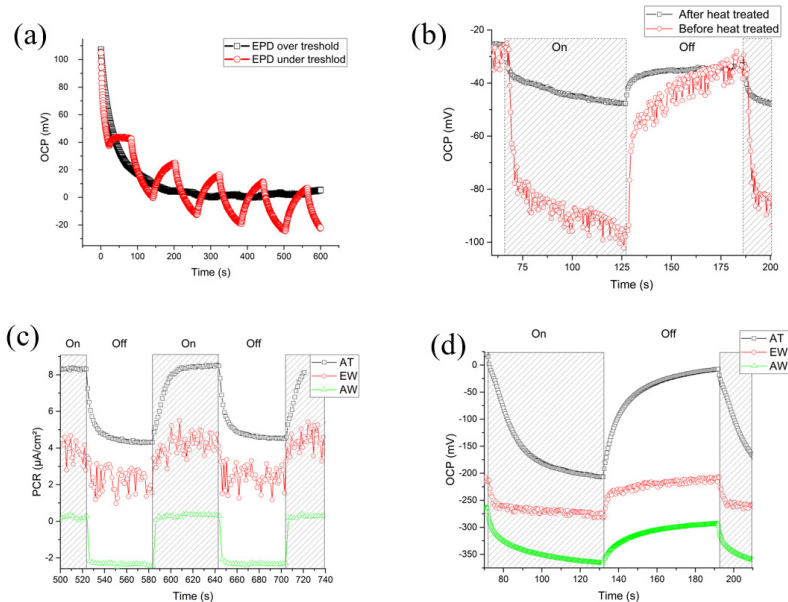 (a)
EPD over treshold
EPD under treshlod
OCP (mV)
100
80
60
40
20
0
-20
0
100
200
300
400
500
600
Time (s)
(b)
After heat treated
Before heat treated
On
Off
OCP (mV)
-20
-40
-60
-80
-100
75
100
125
150
175
200
Time (s)
(c)
On
Off
On
Off
AT
EW
AW
PCR (µA/cm²)
8
6
4
2
0
-2
500
520
540
560
580
600
620
640
660
680
700
720
740
Time (s)
(d)
On
Off
AT
EW
AW
OCP (mV)
0
-50
-100
-150
-200
-250
-300
-350
80
100
120
140
160
180
200
Time (s)